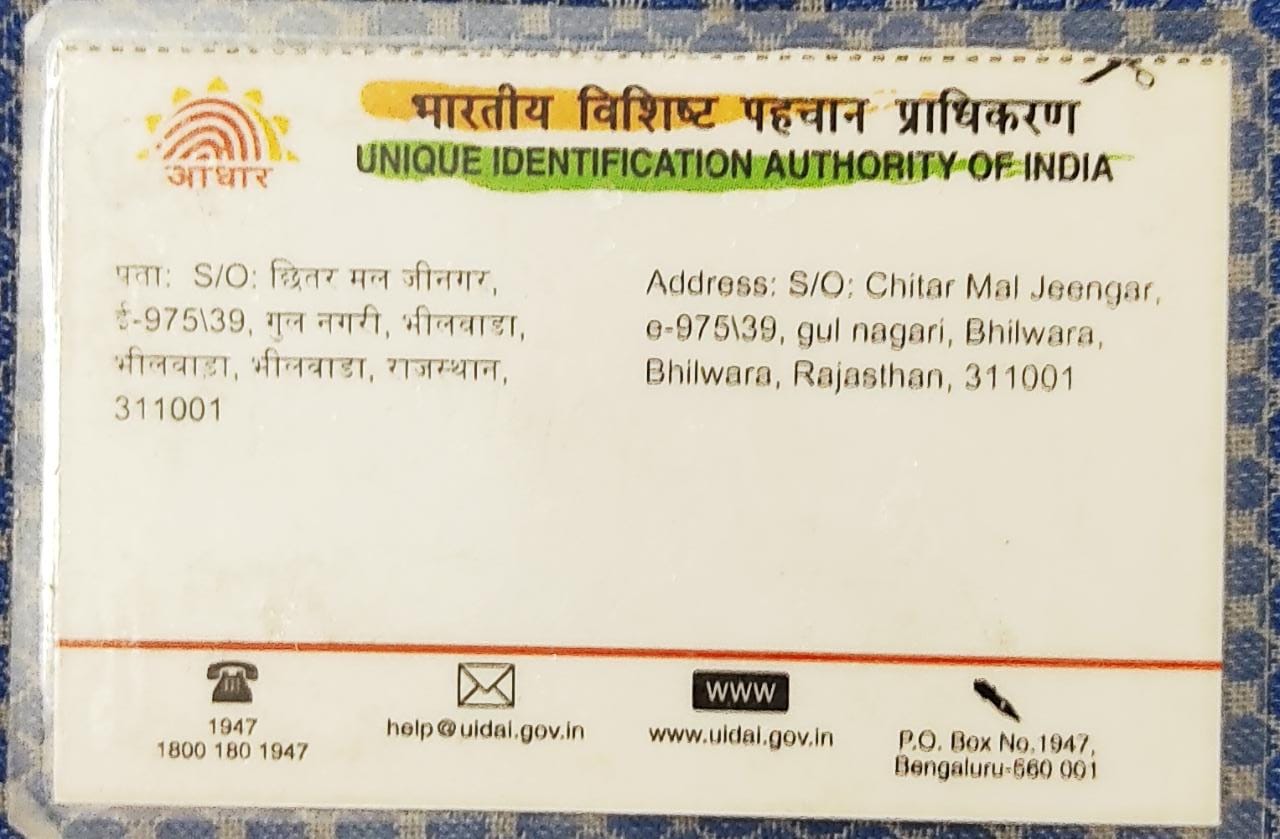 आधार
भारतीय विशिष्ट पहचान प्राधिकरण
UNIQUE IDENTIFICATION AUTHORITY OF INDIA
पता: S/O: छितर मल जीनगर,
ई-975\39, गुल नगरी, भीलवाडा,
भीलवाडा, भीलवाडा, राजस्थान,
311001
Address: S/O: Chitar Mal Jeengar,
e-975\39, gul nagari, Bhilwara,
Bhilwara, Rajasthan, 311001
1947
1800 180 1947
help@uidai.gov.in
www
www.uidai.gov.in
P.O. Box No.1947,
Bengaluru-560 001